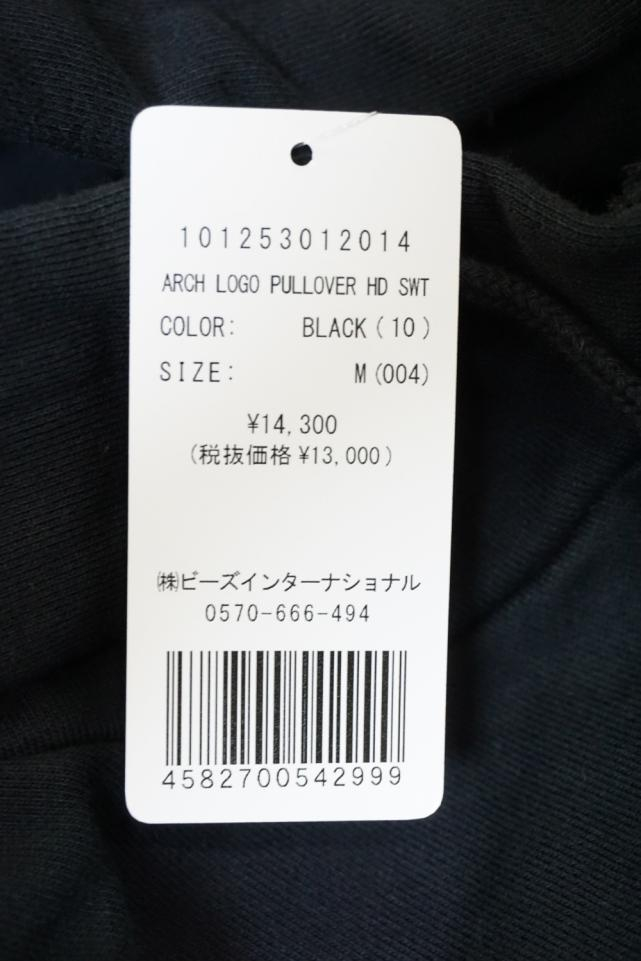 101253012014
ARCH LOGO PULLOVER HD SWT
COLOR: BLACK(10)
SIZE: M(004)
¥14,300
(税抜価格¥13,000)
㈱ビーズインターナショナル
0570-666-494
4582700542999